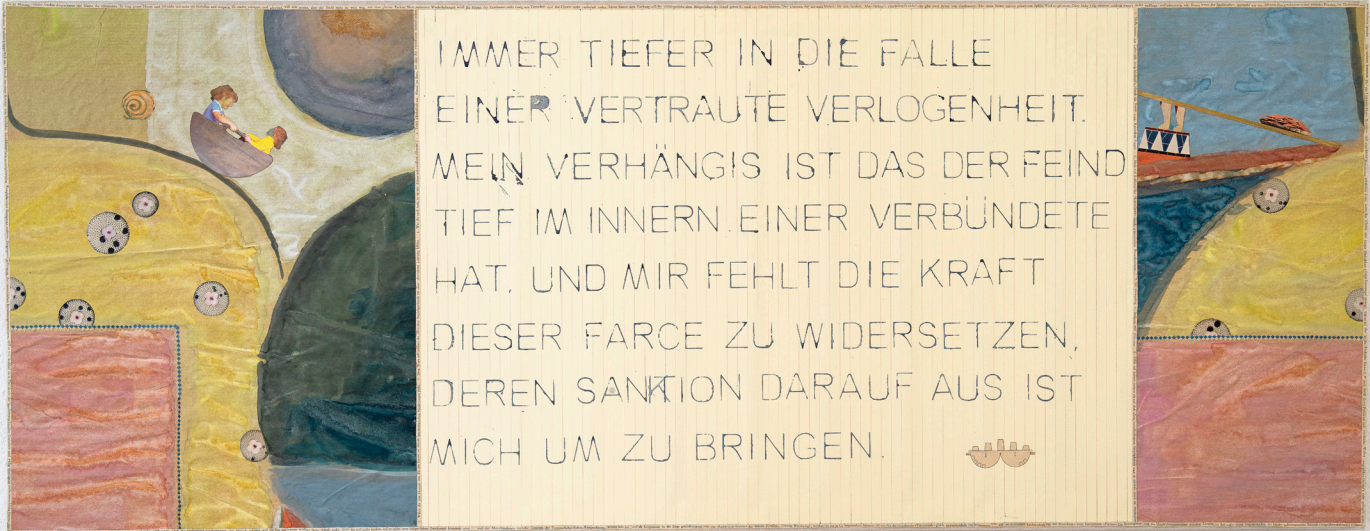 IMMER TIEFER IN DIE FALLE
EINER VERTRAUTE VERLOGENHEIT.
MEIN VERHÄNGIS IST DAS DER FEIND
TIEF IM INNERN EINER VERBÜNDETE
HAT, UND MIR FEHLT DIE KRAFT
DIESER FARCE ZU WIDERSETZEN,
DEREN SANKTION DARAUF AUS IST
MICH UM ZU BRINGEN.